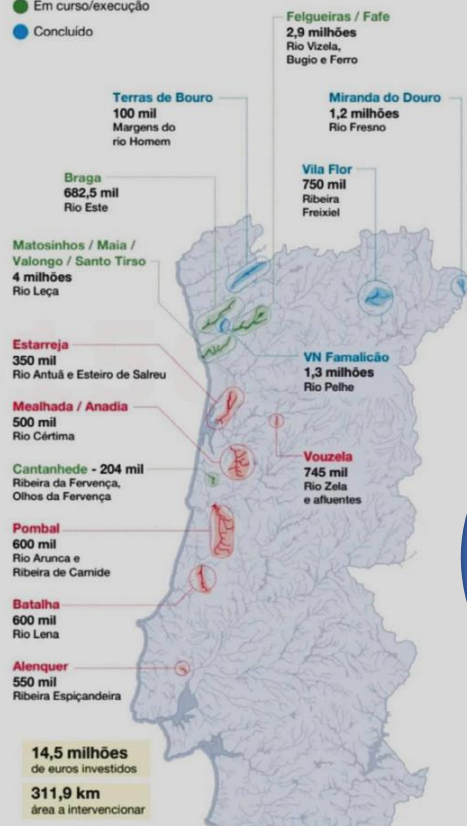 Em curso/execução
Concluído
Felgueiras / Fafe
2,9 milhões
Rio Vizela,
Bugio e Ferro
Terras de Bouro
100 mil
Margens do
rio Homem
Miranda do Douro
1,2 milhões
Rio Fresno
Braga
682,5 mil
Rio Este
Vila Flor
750 mil
Ribeira
Freixiel
Matosinhos / Maia /
Valongo / Santo Tirso
4 milhões
Rio Leça
Estarreja
350 mil
Rio Antuã e Esteiro de Salreu
VN Famalicão
1,3 milhões
Rio Pelhe
Mealhada / Anadia
500 mil
Rio Cértima
Vouzela
745 mil
Rio Zela
e afluentes
Cantanhede - 204 mil
Ribeira da Fervença,
Olhos da Fervença
Pombal
600 mil
Rio Arunca e
Ribeira de Carnide
Batalha
600 mil
Rio Lena
Alenquer
550 mil
Ribeira Espiçandeira
14,5 milhões
de euros investidos
311,9 km
área a intervencionar